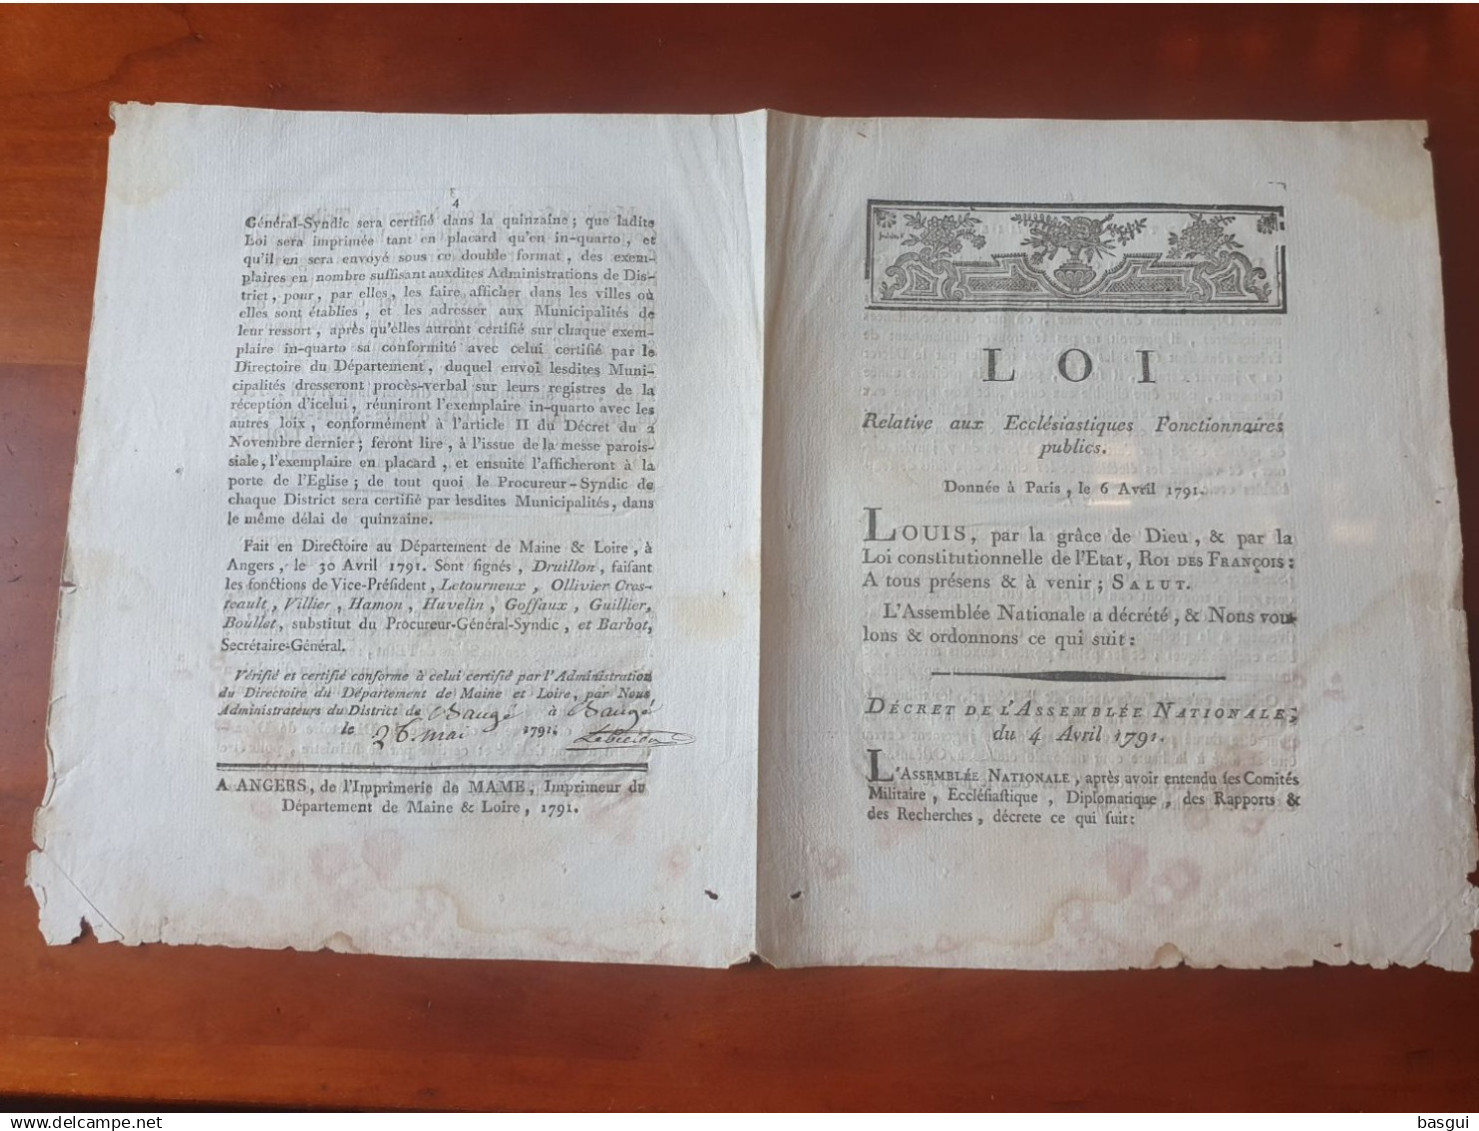 4
Général-Syndic sera certifié dans la quinzaine ; que ladite
Loi sera imprimée tant en placard qu'en in-quarto , et
qu'il en sera envoyé sous ce double format , des exem-
plaires en nombre suffisant auxdites Administrations de Dis-
trict , pour , par elles , les faire afficher dans les villes où
elles sont établies , et les adresser aux Municipalités de
leur ressort , après qu'elles auront certifié sur chaque exem-
plaire in-quarto sa conformité avec celui certifié par le
Directoire du Département, duquel envoi lesdites Muni-
cipalités dresseront procès-verbal sur leurs registres de la
réception d'icelui , réuniront l'exemplaire in-quarto avec les
autres loix , conformément à l'article II du Décret du 2
Novembre dernier ; feront lire , à l'issue de la messe parois-
siale, l'exemplaire en placard , et ensuite l'afficheront à la
porte de l'Eglise ; de tout quoi le Procureur-Syndic de
chaque District sera certifié par lesdites Municipalités, dans
le même délai de quinzaine.
Fait en Directoire au Département de Maine & Loire , à
Angers , le 30 Avril 1791. Sont signés , Druillon, faisant
les fonctions de Vice-Président , Letourneux , Ollivier Cres-
teault , Villier , Hamon , Huvelin , Goffaux , Guillier,
Boullet, substitut du Procureur-Général-Syndic , et Barbot,
Secrétaire-Général.
Vérifié et certifié conforme à celui certifié par l'Administration
du Directoire du Département de Maine et Loire, par Nous
Administrateurs du District de Baugé à Baugé
le 26. mai 1791.
A ANGERS, de l'Imprimerie de MAME, Imprimeur du
Département de Maine & Loire , 1791.
LOI
Relative aux Ecclésiastiques Fonctionnaires
publics.
Donnée à Paris , le 6 Avril 1791.
LOUIS, par la grâce de Dieu, & par la
Loi constitutionnelle de l'Etat, ROI DES FRANÇOIS:
A tous présens & à venir ; SALUT.
L'Assemblée Nationale a décrété, & Nous vou-
lons & ordonnons ce qui suit :
DÉCRET DE L'ASSEMBLÉE NATIONALE,
du 4 Avril 1791.
L'ASSEMBLÉE NATIONALE , après avoir entendu ses Comités
Militaire , Ecclésiastique , Diplomatique , des Rapports &
des Recherches , décrete ce qui suit :
basgui